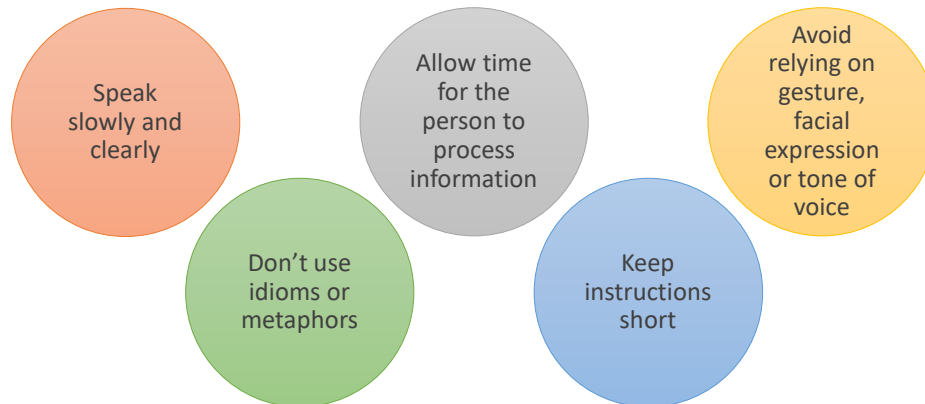 Speak
slowly and
clearly
Don’t use
idioms or
metaphors
Allow time
for the
person to
process
information
Keep
instructions
short
Avoid
relying on
gesture,
facial
expression
or tone of
voice